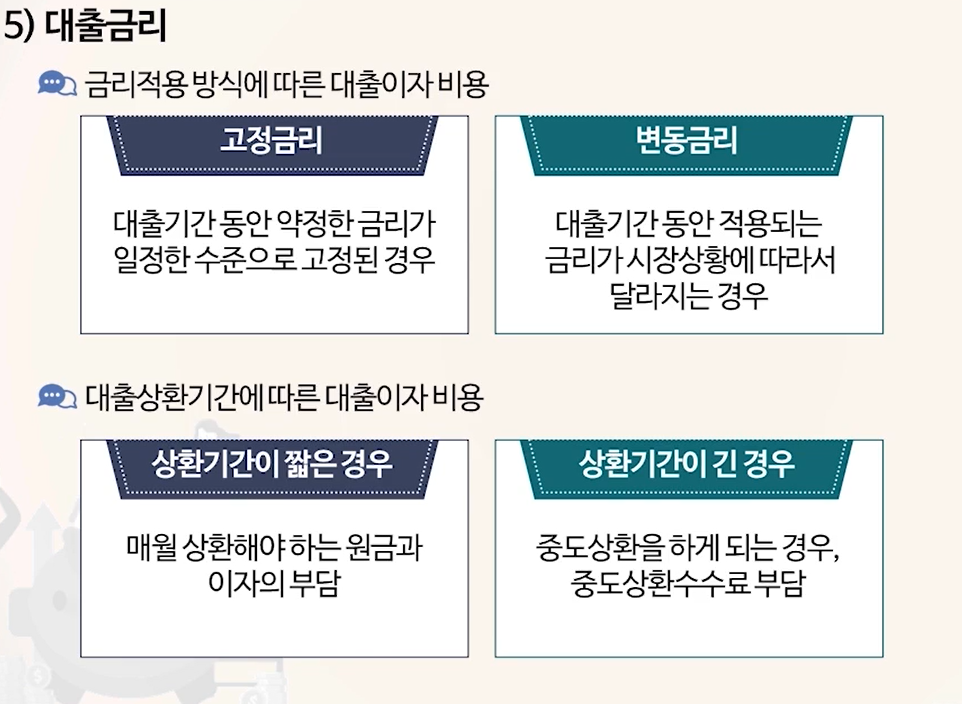 5) 대출금리
금리적용 방식에 따른 대출이자 비용
고정금리
대출기간 동안 약정한 금리가
일정한 수준으로 고정된 경우
변동금리
대출기간 동안 적용되는
금리가 시장상황에 따라서
달라지는 경우
대출상환기간에 따른 대출이자 비용
상환기간이 짧은 경우
매월 상환해야 하는 원금과
이자의 부담
상환기간이 긴 경우
중도상환을 하게 되는 경우,
중도상환수수료 부담